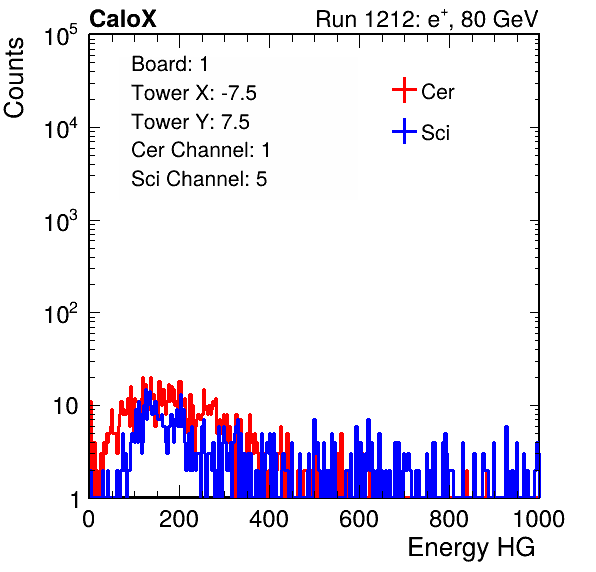 CaloX Run 1212: e⁺, 80 GeV
Counts
10⁵
10⁴
10³
10²
10
1
Board: 1
Tower X: -7.5
Tower Y: 7.5
Cer Channel: 1
Sci Channel: 5
Cer
Sci
0 200 400 600 800 1000
Energy HG